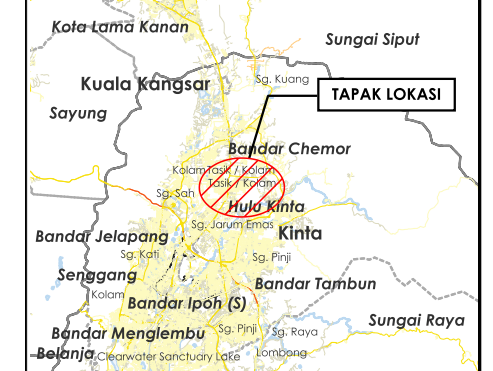 Kota Lama Kanan
Sungai Siput
Kuala Kangsar
Sg. Kuang
TAPAK LOKASI
Sayung
Bandar Chemor
Kolam Tasik / Kolam
Tasik / Kolam
Sg. Sah
Hulu Kinta
Sg. Jarum Emas
Bandar Jelapang
Kinta
Sg. Kati
Sg. Pinji
Senggang
Bandar Tambun
Kolam
Bandar Ipoh (S)
Sungai Raya
Bandar Menglembu
Sg. Pinji
Sg. Raya
Belanja
Clearwater Sanctuary Lake
Lombong